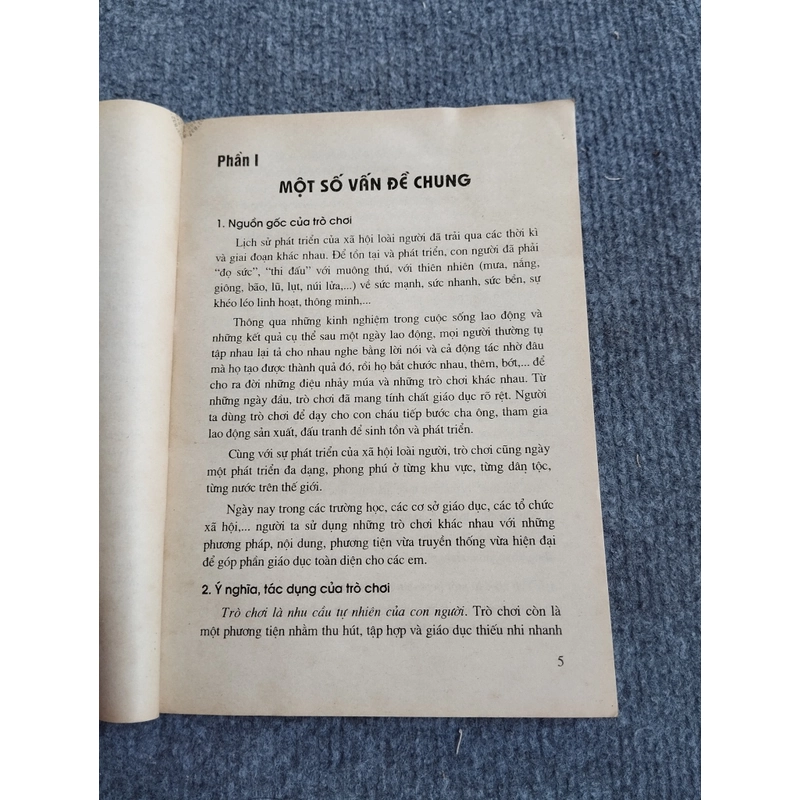 Phần I
MỘT SỐ VẤN ĐỀ CHUNG
1. Nguồn gốc của trò chơi
Lịch sử phát triển của xã hội loài người đã trải qua các thời kì
và giai đoạn khác nhau. Để tồn tại và phát triển, con người đã phải
“đọ sức”, “thi đấu” với muông thú, với thiên nhiên (mưa, nắng,
giông, bão, lũ, lụt, núi lửa,...) về sức mạnh, sức nhanh, sức bền, sự
khéo léo linh hoạt, thông minh,...
Thông qua những kinh nghiệm trong cuộc sống lao động và
những kết quả cụ thể sau một ngày lao động, mọi người thường tụ
tập nhau lại tả cho nhau nghe bằng lời nói và cả động tác nhờ đâu
mà họ tạo được thành quả đó, rồi họ bắt chước nhau, thêm, bớt,... để
cho ra đời những điệu nhảy múa và những trò chơi khác nhau. Từ
những ngày đầu, trò chơi đã mang tính chất giáo dục rõ rệt. Người
ta dùng trò chơi để dạy cho con cháu tiếp bước cha ông, tham gia
lao động sản xuất, đấu tranh để sinh tồn và phát triển.
Cùng với sự phát triển của xã hội loài người, trò chơi cũng ngày
một phát triển đa dạng, phong phú ở từng khu vực, từng dân tộc,
từng nước trên thế giới.
Ngày nay trong các trường học, các cơ sở giáo dục, các tổ chức
xã hội,... người ta sử dụng những trò chơi khác nhau với những
phương pháp, nội dung, phương tiện vừa truyền thống vừa hiện đại
để góp phần giáo dục toàn diện cho các em.
2. Ý nghĩa, tác dụng của trò chơi
Trò chơi là nhu cầu tự nhiên của con người. Trò chơi còn là
một phương tiện nhằm thu hút, tập hợp và giáo dục thiếu nhi nhanh
5